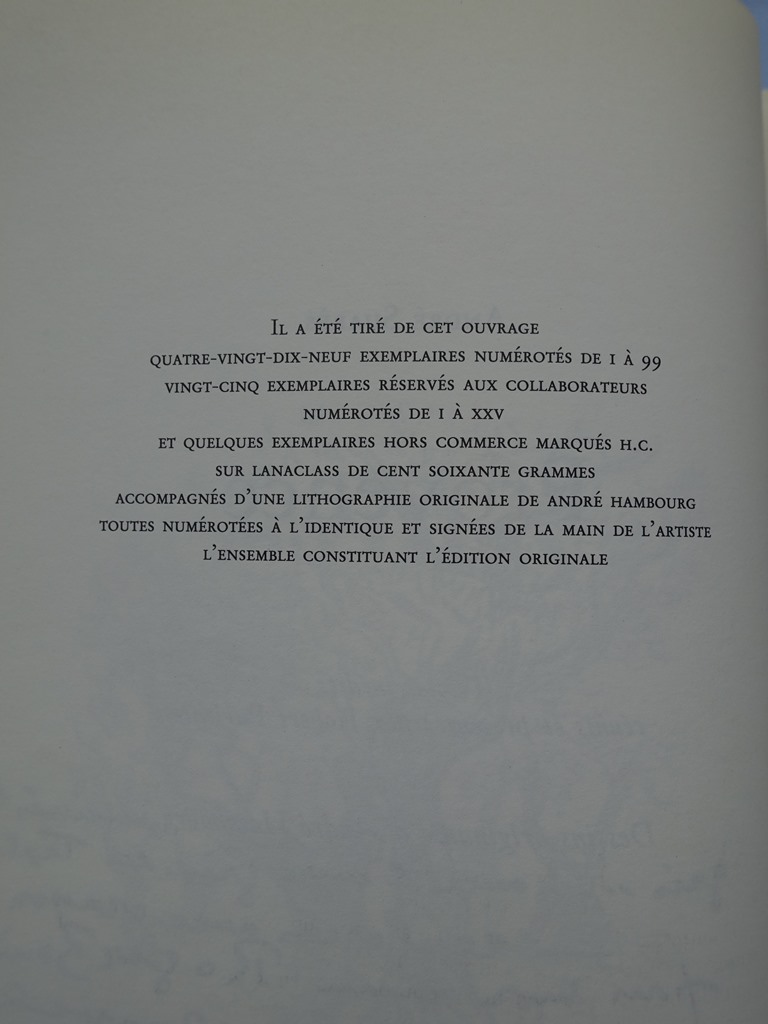 Il a été tiré de cet ouvrage
quatre-vingt-dix-neuf exemplaires numérotés de 1 à 99
vingt-cinq exemplaires réservés aux collaborateurs
numérotés de I à XXV
et quelques exemplaires hors commerce marqués H.C.
sur Lanaclass de cent soixante grammes
accompagnés d'une lithographie originale de André Hambourg
toutes numérotées à l'identique et signées de la main de l'artiste
l'ensemble constituant l'édition originale